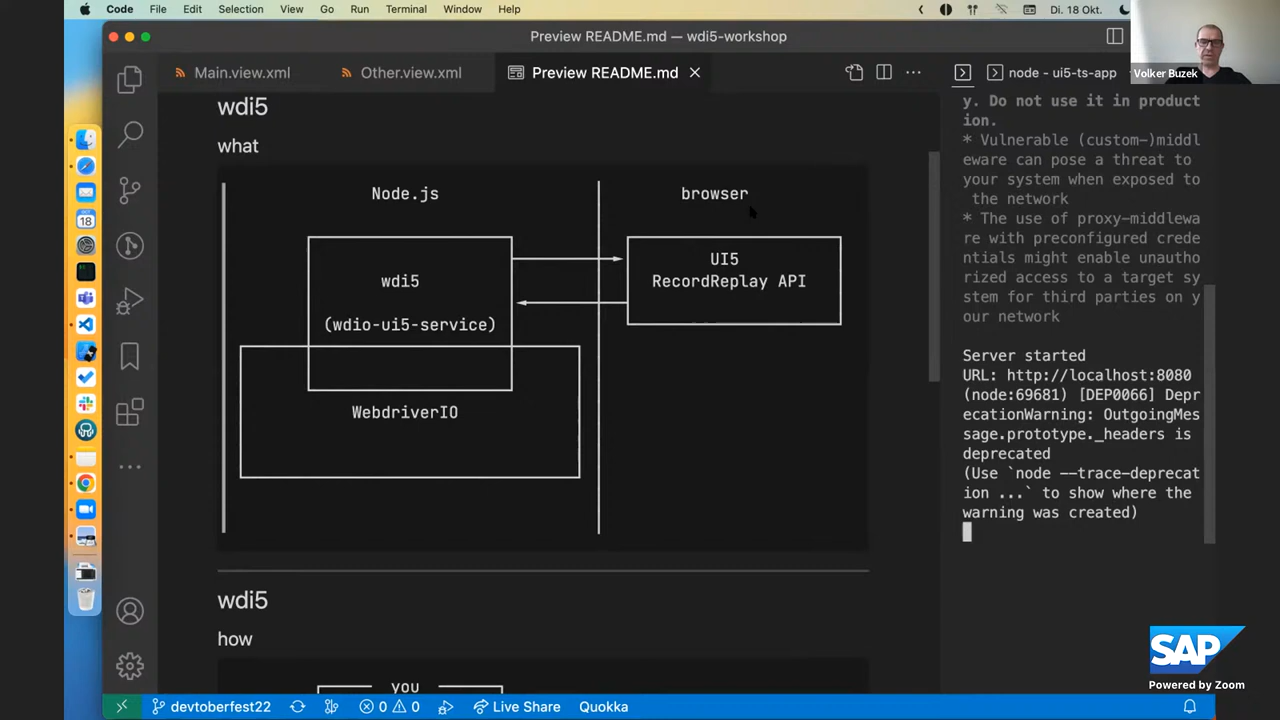 Code File Edit Selection View Go Run Terminal Window Help Di. 18 Okt.
Preview README.md — wdi5-workshop
Main.view.xml Other.view.xml Preview README.md node - ui5-ts-app
Volker Buzek
wdi5
what
Node.js
browser
wdi5
(wdio-ui5-service)
UI5
RecordReplay API
WebdriverIO
wdi5
how
you
y. Do not use it in product
ion.
* Vulnerable (custom-)middl
eware can pose a threat to
your system when exposed to
the network
* The use of proxy-middlewa
re with preconfigured crede
ntials might enable unautho
rized access to a target sy
stem for third parties on y
our network
Server started
URL: http://localhost:8080
(node:69681) [DEP0066] Depr
ecationWarning: OutgoingMes
sage.prototype._headers is
deprecated
(Use `node --trace-deprecat
ion ...` to show where the
warning was created)
OCT
18
SAP
Powered by Zoom
devtoberfest22 0 0 Live Share Quokka